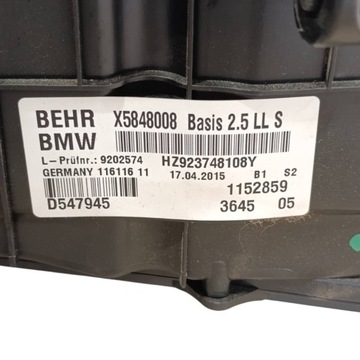 BEHR X5848008 Basis 2.5 LL S
BMW
L-Prüfnr.: 9202574 HZ923748108Y
GERMANY 116116 11 17.04.2015 B1 S2
1152859
D547945 3645 05